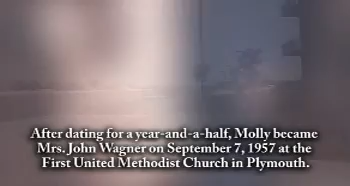 After dating for a year-and-a-half, Molly became
Mrs. John Wagner on September 7, 1957 at the
First United Methodist Church in Plymouth.